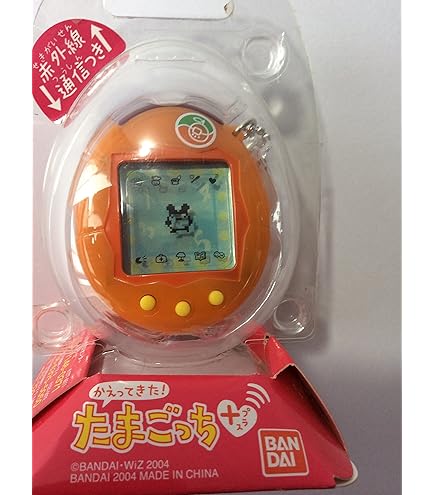 せきがいせん
赤外線
つうしん
通信つき
かえってきた!
たまごっち
プラス
+
BAN
DAI
©BANDAI・WiZ 2004
BANDAI 2004 MADE IN CHINA